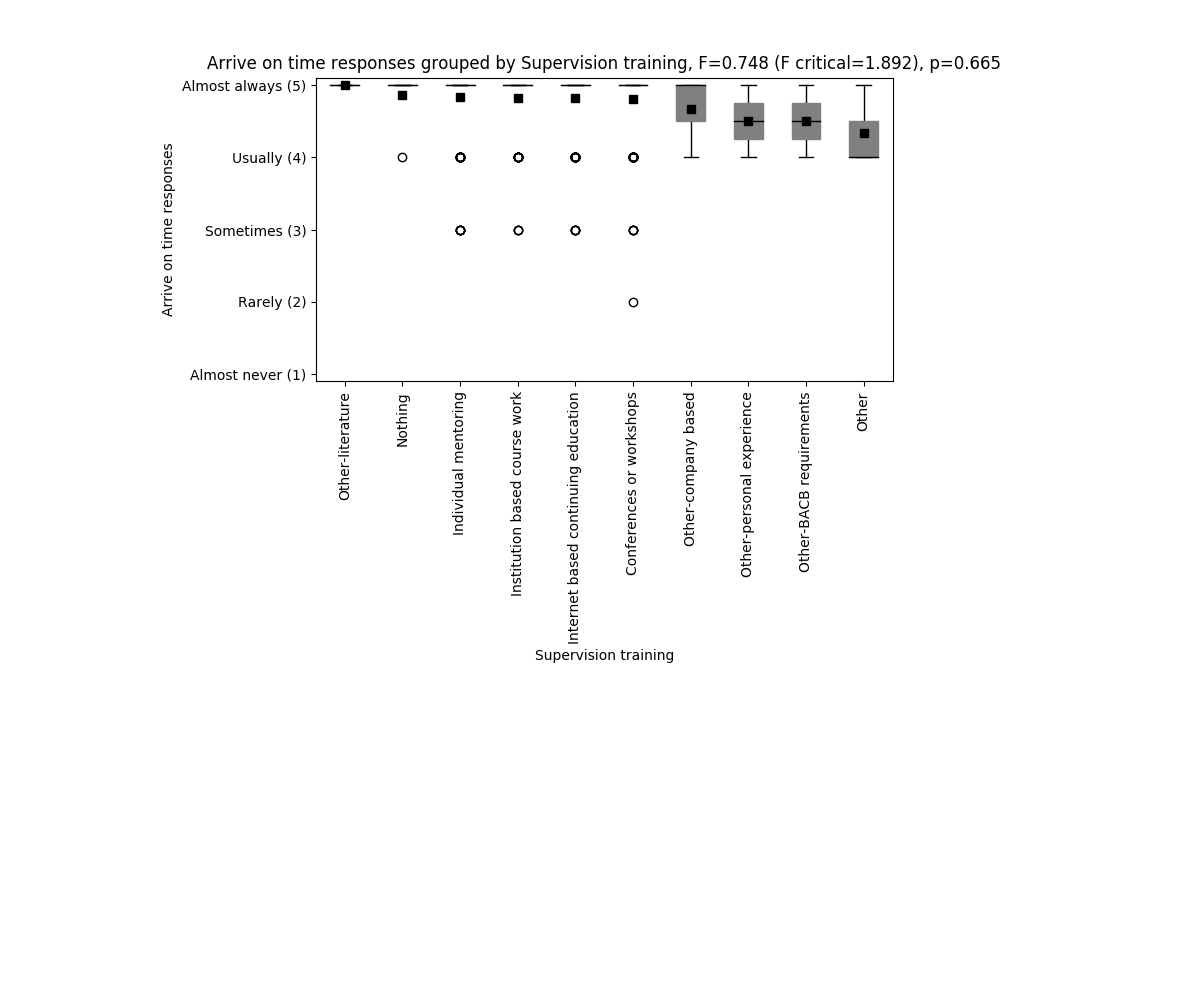 Arrive on time responses grouped by Supervision training, F=0.748 (F critical=1.892), p=0.665
Arrive on time responses
Almost always (5)
Usually (4)
Sometimes (3)
Rarely (2)
Almost never (1)
Other-literature
Nothing
Individual mentoring
Institution based course work
Internet based continuing education
Conferences or workshops
Other-company based
Other-personal experience
Other-BACB requirements
Other
Supervision training